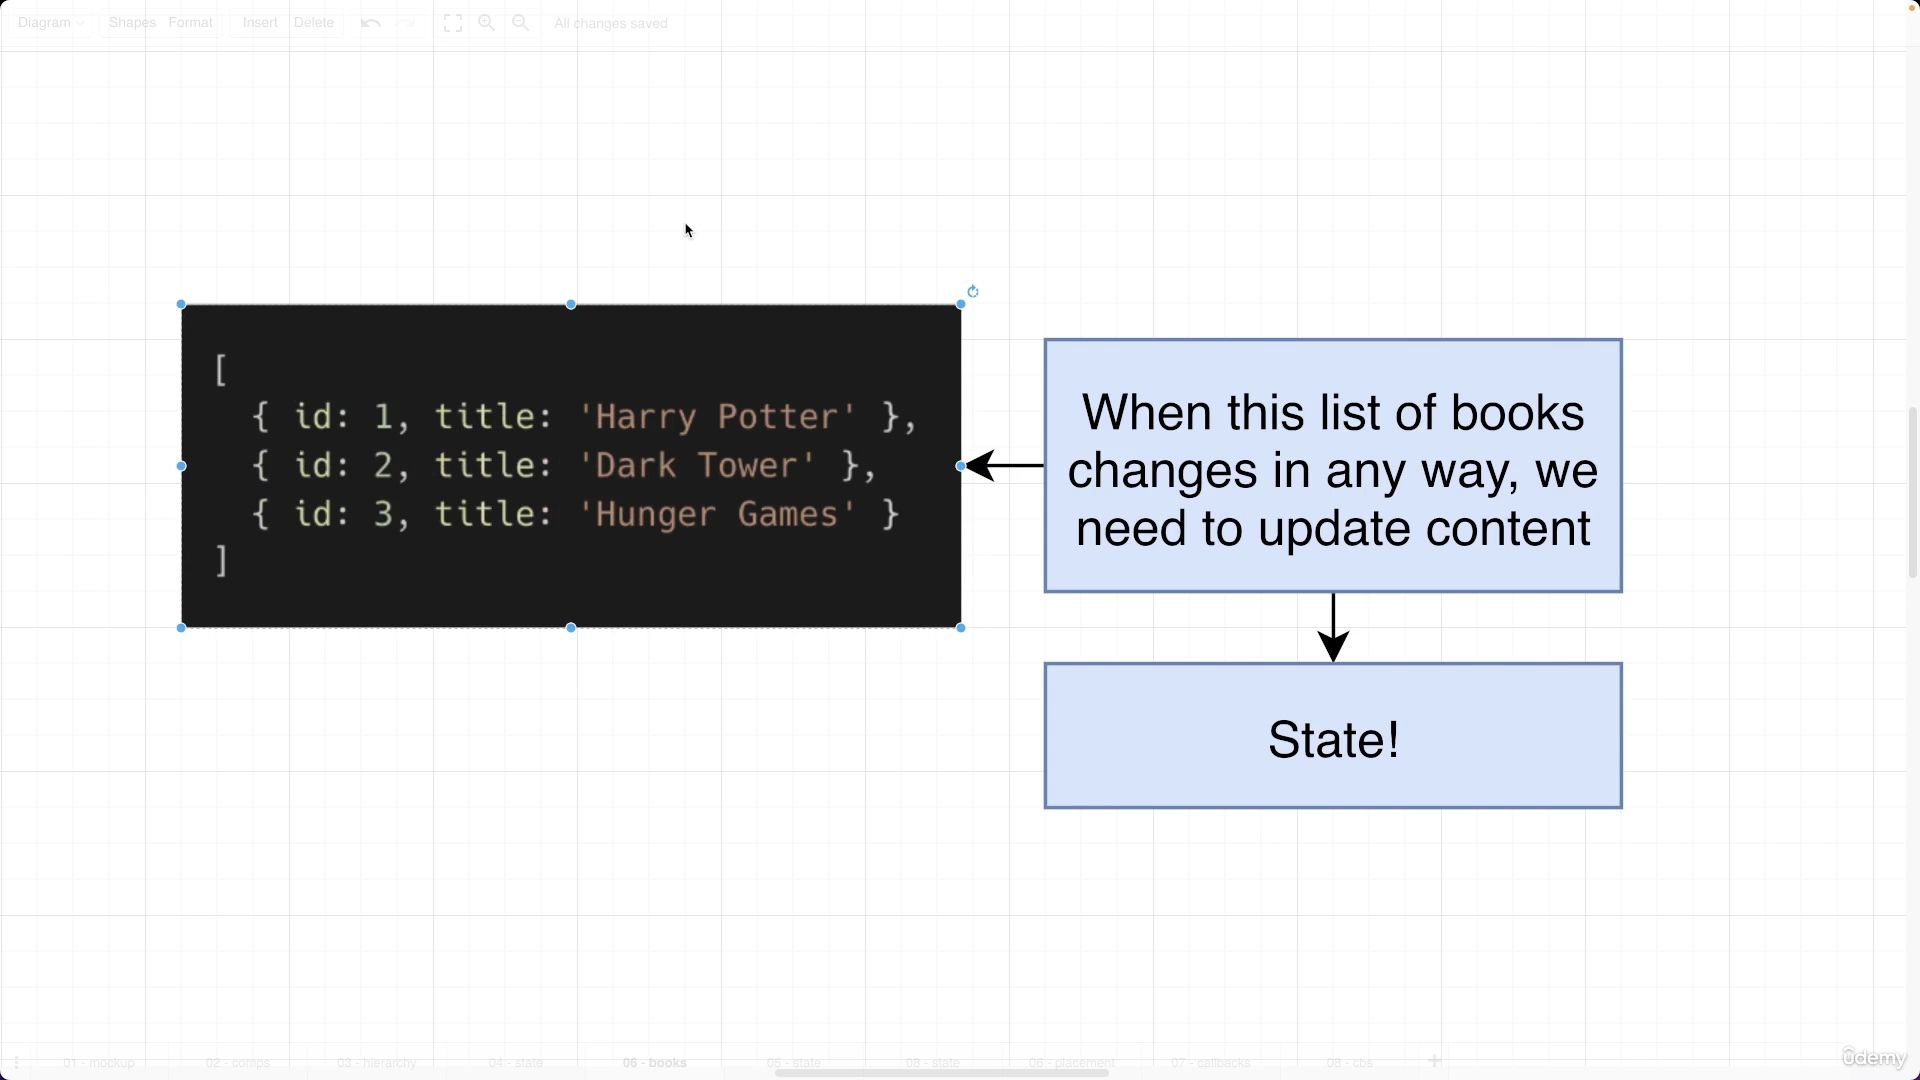 Diagram Shapes Format Insert Delete All changes saved
[
{ id: 1, title: 'Harry Potter' },
{ id: 2, title: 'Dark Tower' },
{ id: 3, title: 'Hunger Games' }
]
When this list of books
changes in any way, we
need to update content
State!
01 - mockup 02 - comps 03 - hierarchy 04 - state 06 - books 05 - state 08 - state 06 - placement 07 - callbacks 08 - cbs
ûdemy